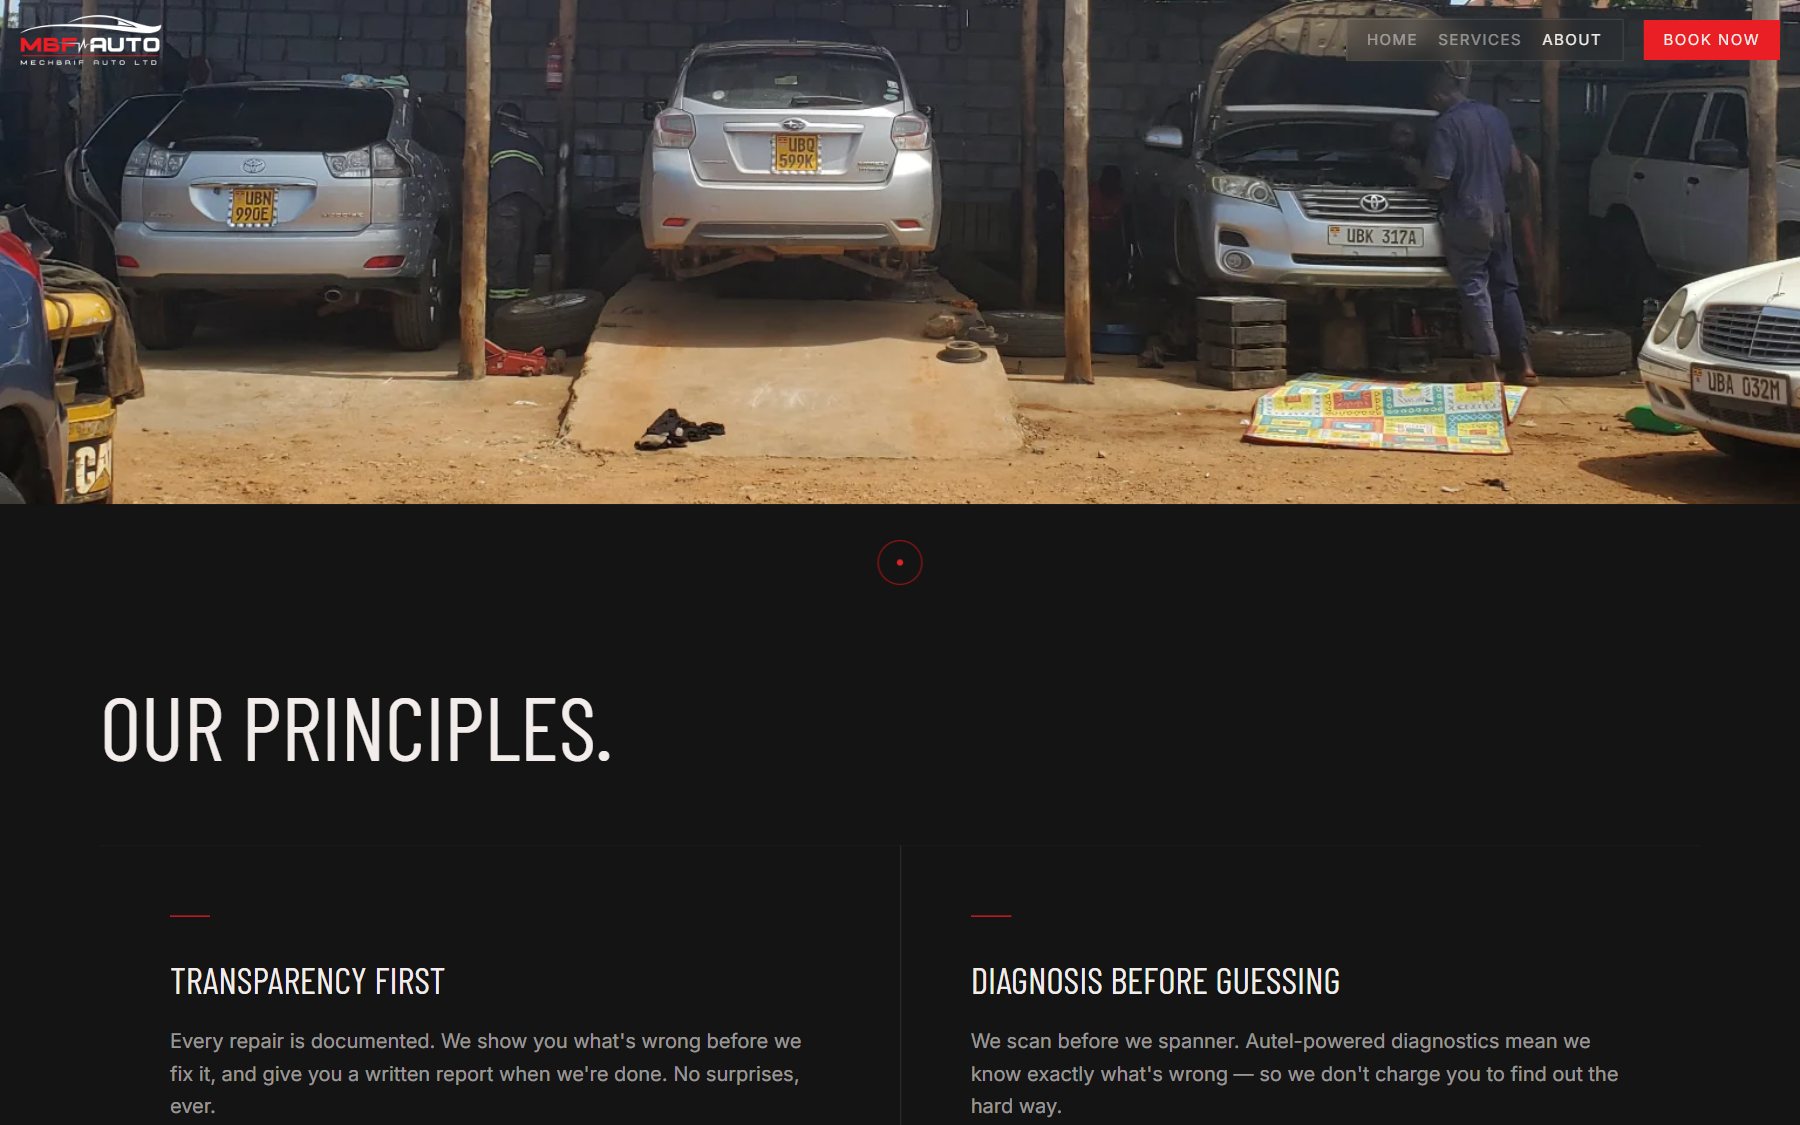 MBF AUTO
MECHBRIF AUTO LTD
HOME
SERVICES
ABOUT
BOOK NOW
UBN
990E
UBQ
599K
UBK 317A
UBA 032M
CA
OUR PRINCIPLES.
TRANSPARENCY FIRST
Every repair is documented. We show you what's wrong before we
fix it, and give you a written report when we're done. No surprises,
ever.
DIAGNOSIS BEFORE GUESSING
We scan before we spanner. Autel-powered diagnostics mean we
know exactly what's wrong — so we don't charge you to find out the
hard way.